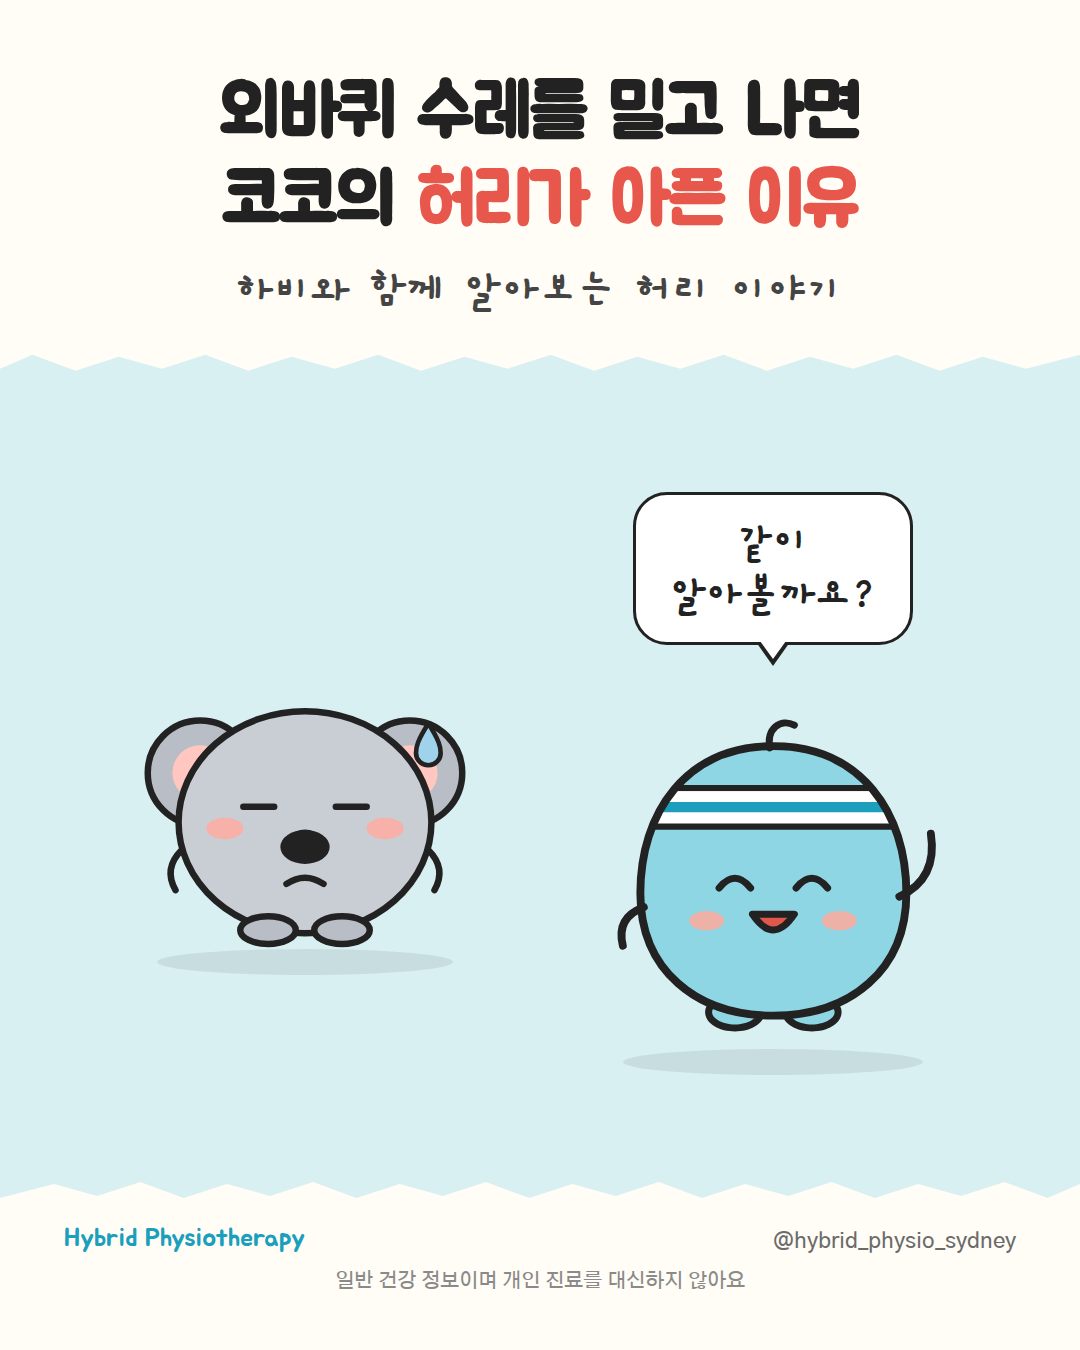 외바퀴 수레를 밀고 나면
코코의 허리가 아픈 이유
하비와 함께 알아보는 허리 이야기
같이
알아볼까요?
Hybrid Physiotherapy
@hybrid_physio_sydney
일반 건강 정보이며 개인 진료를 대신하지 않아요